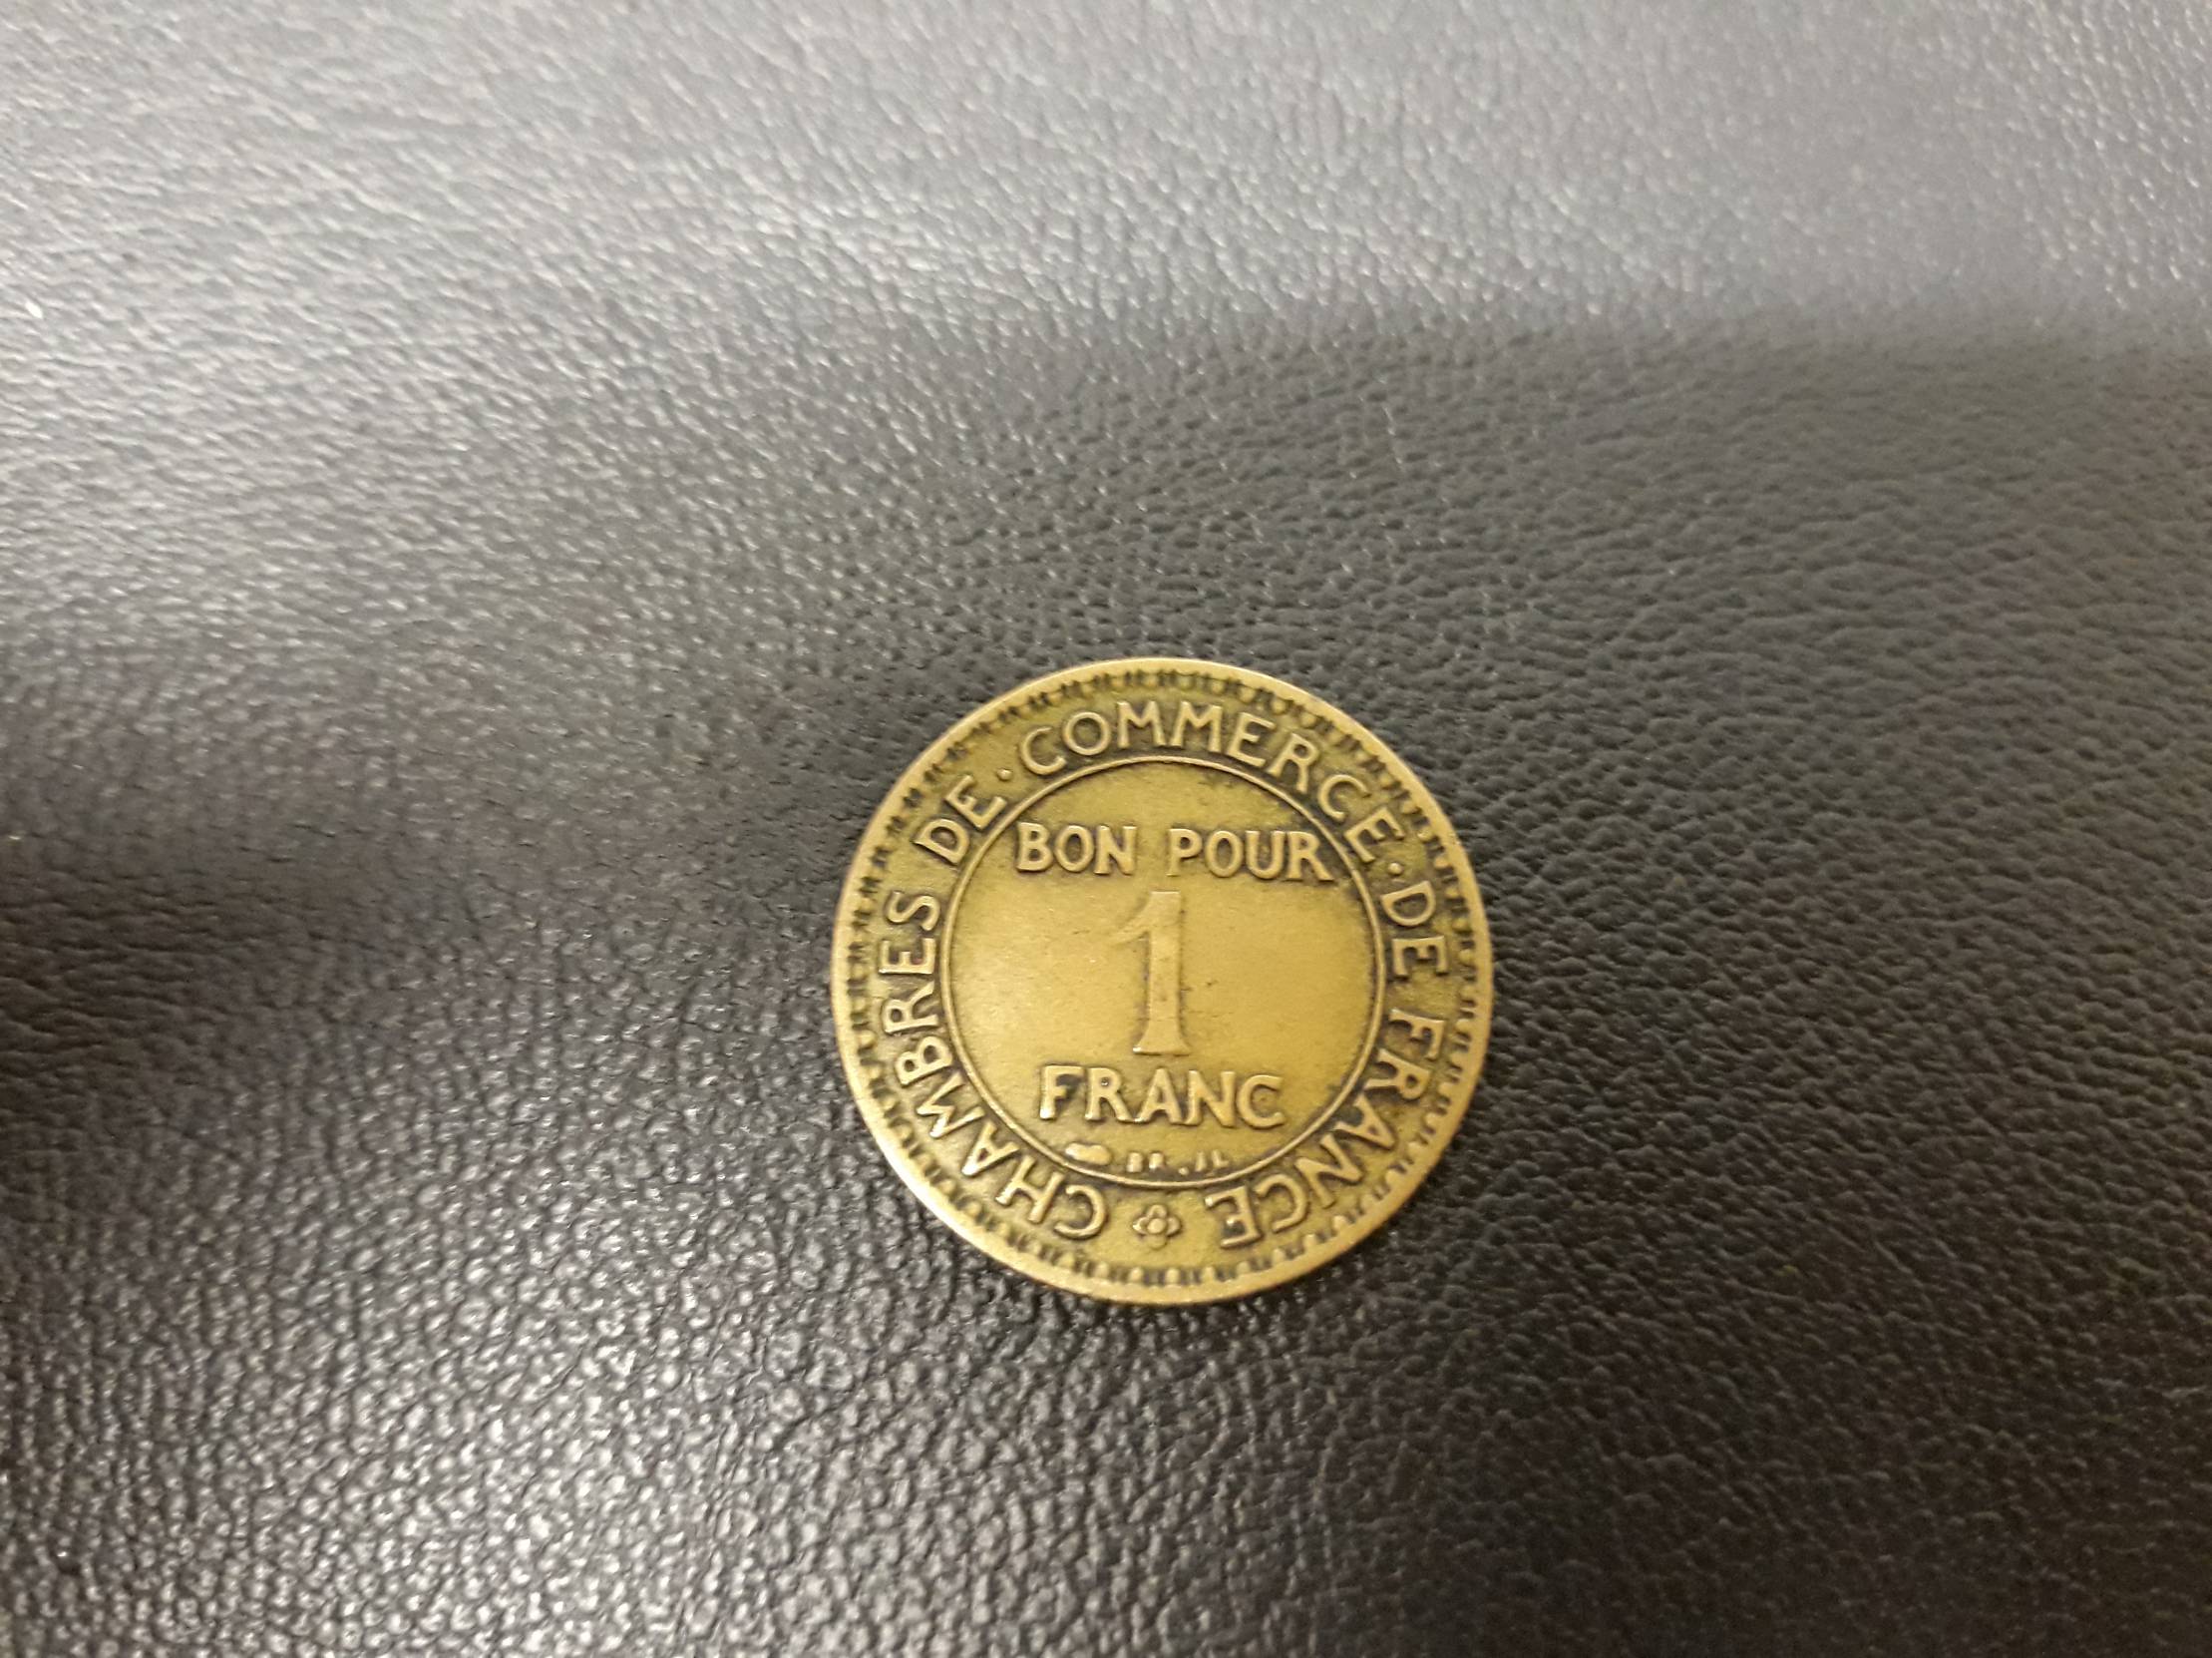 CHAMBRES DE · COMMERCE · DE FRANCE
BON POUR
1
FRANC